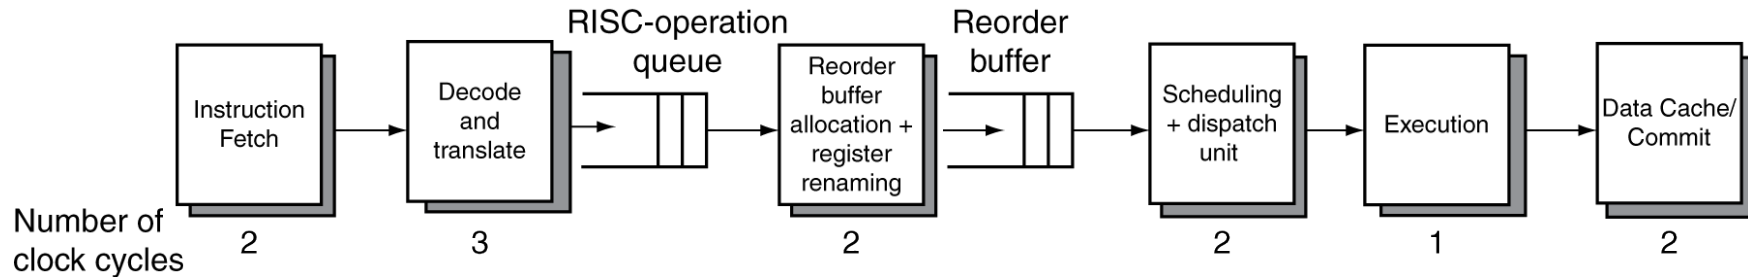 RISC-operation
queue
Reorder
buffer
Instruction
Fetch
Decode
and
translate
Reorder
buffer
allocation +
register
renaming
Scheduling
+ dispatch
unit
Execution
Data Cache/
Commit
Number of
clock cycles
2
3
2
2
1
2